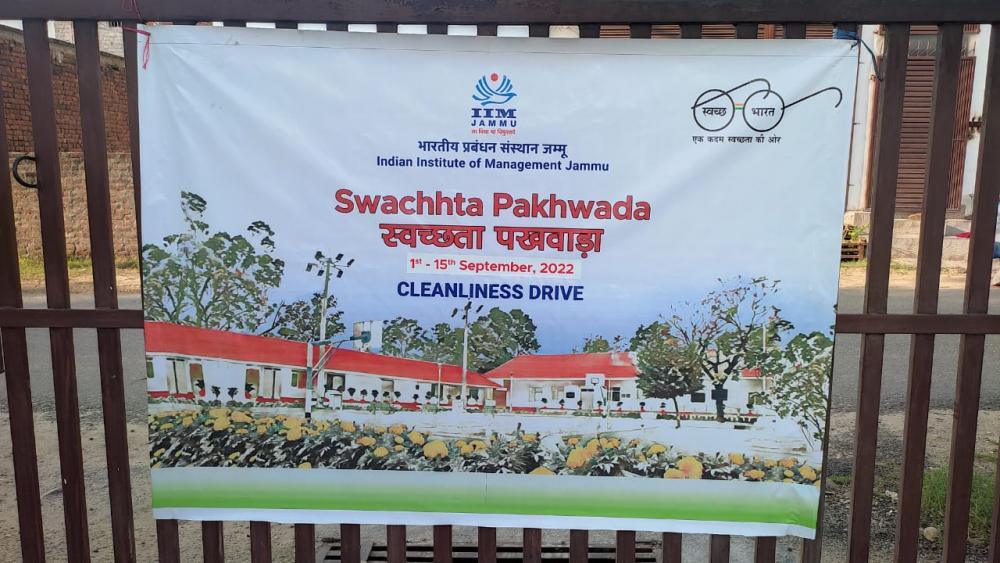 IIM
JAMMU
स्वच्छ भारत
एक कदम स्वच्छता की ओर
भारतीय प्रबंधन संस्थान जम्मू
Indian Institute of Management Jammu
Swachhta Pakhwada
स्वच्छता पखवाड़ा
1st - 15th September, 2022
CLEANLINESS DRIVE